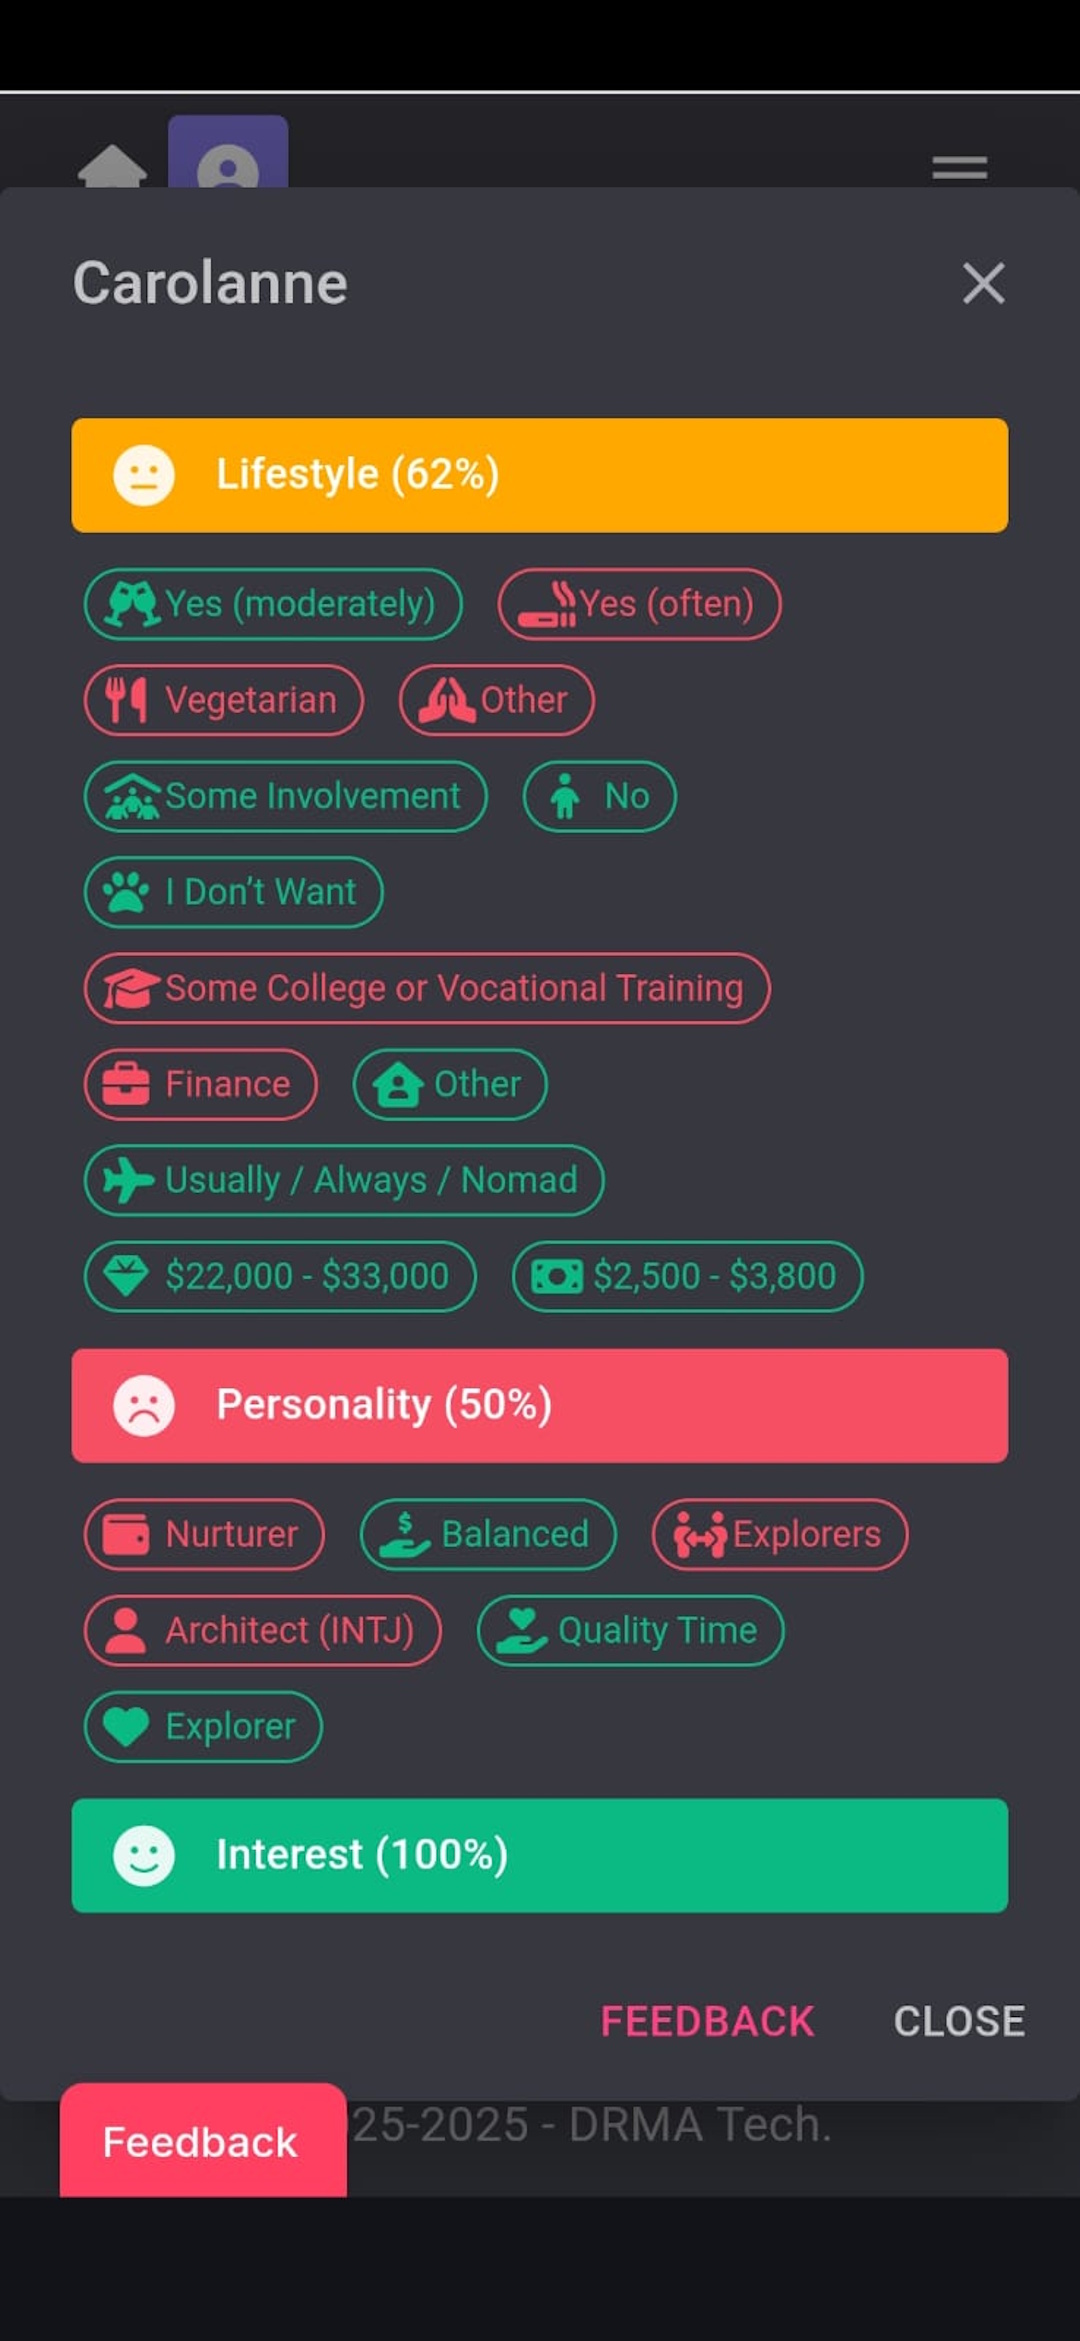 Carolanne
Lifestyle (62%)
Yes (moderately) Yes (often)
Vegetarian Other
Some Involvement No
I Don’t Want
Some College or Vocational Training
Finance Other
Usually / Always / Nomad
$22,000 - $33,000 $2,500 - $3,800
Personality (50%)
Nurturer Balanced Explorers
Architect (INTJ) Quality Time
Explorer
Interest (100%)
FEEDBACK CLOSE
Feedback 25-2025 - DRMA Tech.